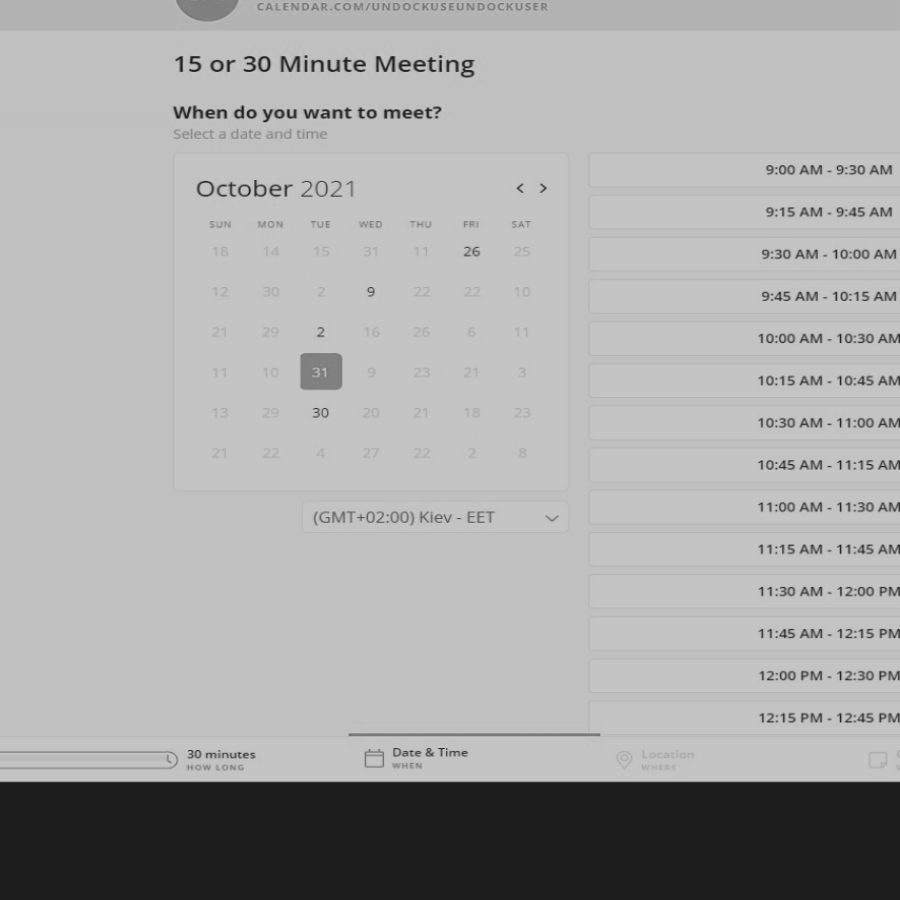 CALENDAR.COM/UNDOCKUSEUNDOCKUSER
15 or 30 Minute Meeting
When do you want to meet?
Select a date and time
October 2021 < >
SUN MON TUE WED THU FRI SAT
18 14 15 31 11 26 25
12 30 2 9 22 22 10
21 29 2 16 26 6 11
11 10 31 9 23 21 3
13 29 30 20 21 18 23
21 22 4 27 22 2 8
(GMT+02:00) Kiev - EET
9:00 AM - 9:30 AM
9:15 AM - 9:45 AM
9:30 AM - 10:00 AM
9:45 AM - 10:15 AM
10:00 AM - 10:30 AM
10:15 AM - 10:45 AM
10:30 AM - 11:00 AM
10:45 AM - 11:15 AM
11:00 AM - 11:30 AM
11:15 AM - 11:45 AM
11:30 AM - 12:00 PM
11:45 AM - 12:15 PM
12:00 PM - 12:30 PM
12:15 PM - 12:45 PM
30 minutes
HOW LONG
Date & Time
WHEN
Location
WHERE